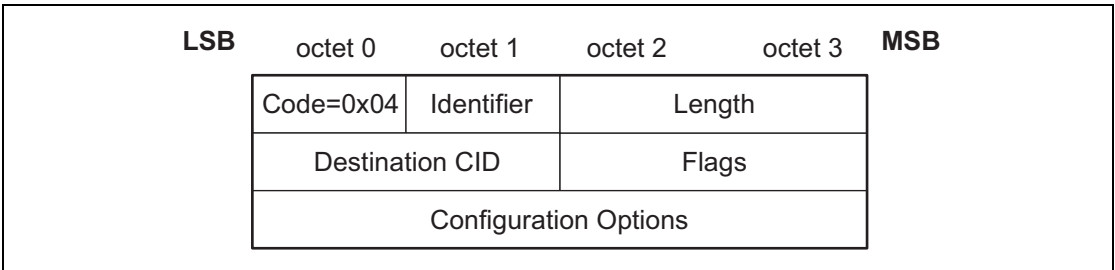 LSB octet 0 octet 1 octet 2 octet 3 MSB
Code=0x04 Identifier Length
Destination CID Flags
Configuration Options